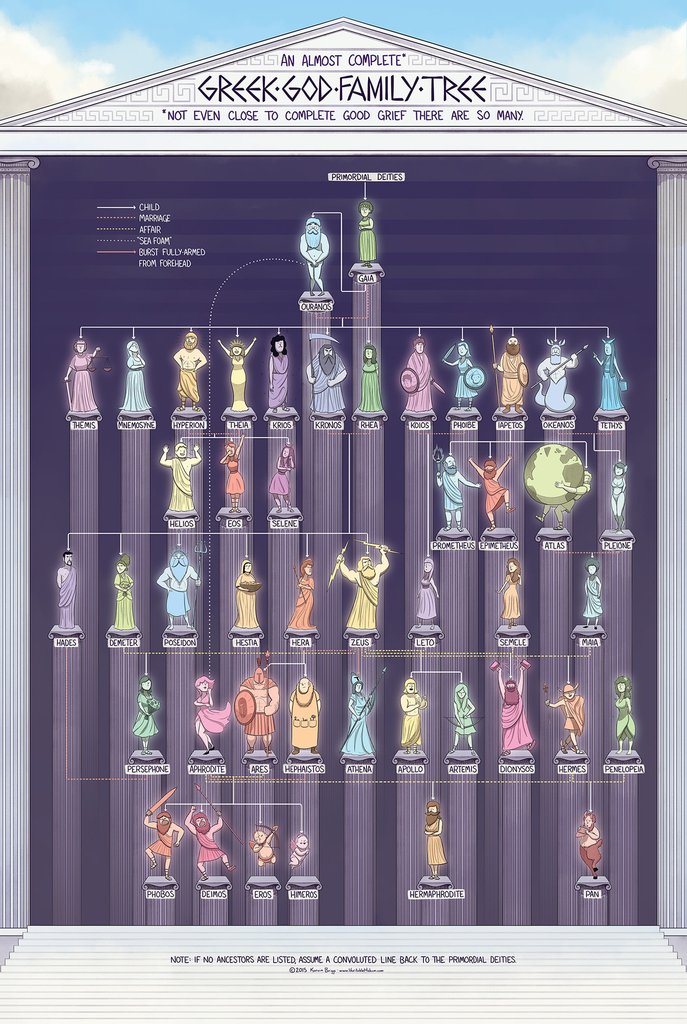 AN ALMOST COMPLETE*
GREEK·GOD·FAMILY·TREE
*NOT EVEN CLOSE TO COMPLETE GOOD GRIEF THERE ARE SO MANY.
PRIMORDIAL DEITIES
CHILD
MARRIAGE
AFFAIR
"SEA FOAM"
BURST FULLY-ARMED
FROM FOREHEAD
GAIA
OURANOS
THEMIS MNEMOSYNE HYPERION THEIA KRIOS KRONOS RHEA KOIOS PHOIBE IAPETOS OKEANOS TETHYS
HELIOS EOS SELENE
PROMETHEUS EPIMETHEUS ATLAS PLEIONE
HADES DEMETER POSEIDON HESTIA HERA ZEUS LETO SEMELE MAIA
PERSEPHONE APHRODITE ARES HEPHAISTOS ATHENA APOLLO ARTEMIS DIONYSOS HERMES PENELOPEIA
PHOBOS DEIMOS EROS HIMEROS HERMAPHRODITE PAN
NOTE: IF NO ANCESTORS ARE LISTED, ASSUME A CONVOLUTED LINE BACK TO THE PRIMORDIAL DEITIES.
©2015